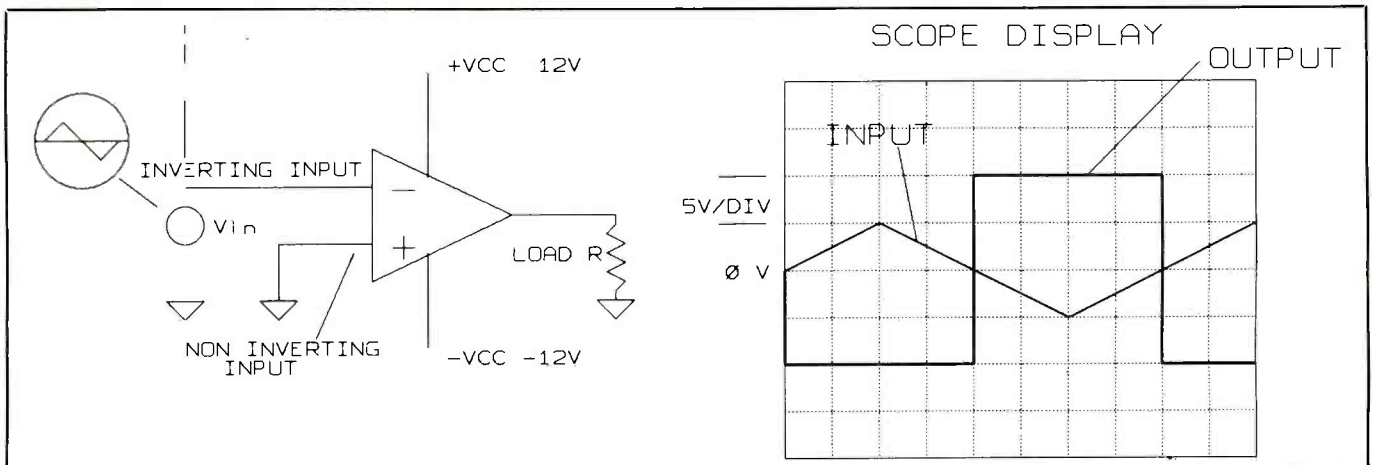 SCOPE DISPLAY
OUTPUT
+VCC 12V
INPUT
INVERTING INPUT
−
5V/DIV
Vin
+
LOAD R
Ø V
NON INVERTING
INPUT
-VCC -12V